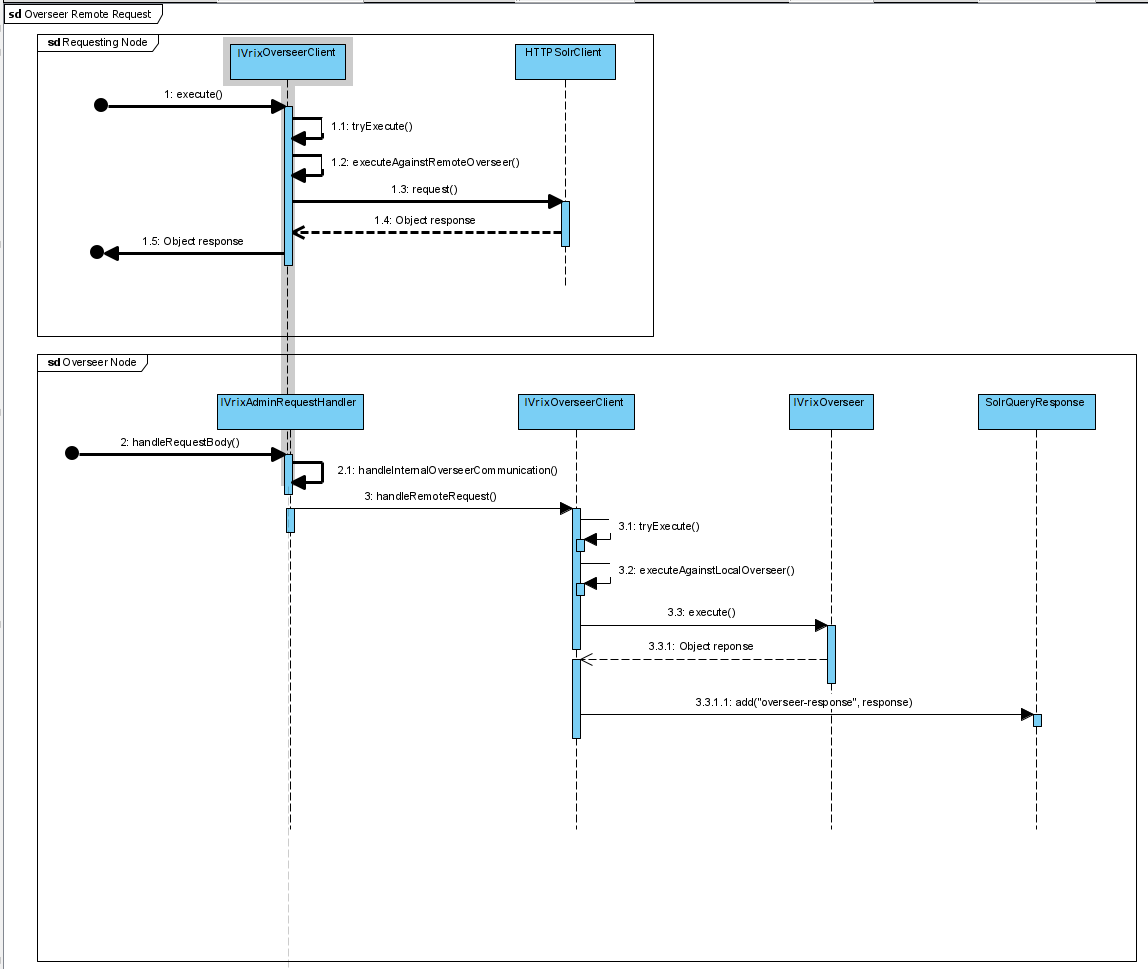 sd Overseer Remote Request
sd Requesting Node
IVrixOverseerClient
HTTPSolrClient
1: execute()
1.1: tryExecute()
1.2: executeAgainstRemoteOverseer()
1.3: request()
1.4: Object response
1.5: Object response
sd Overseer Node
IVrixAdminRequestHandler
IVrixOverseerClient
IVrixOverseer
SolrQueryResponse
2: handleRequestBody()
2.1: handleInternalOverseerCommunication()
3: handleRemoteRequest()
3.1: tryExecute()
3.2: executeAgainstLocalOverseer()
3.3: execute()
3.3.1: Object reponse
3.3.1.1: add("overseer-response", response)